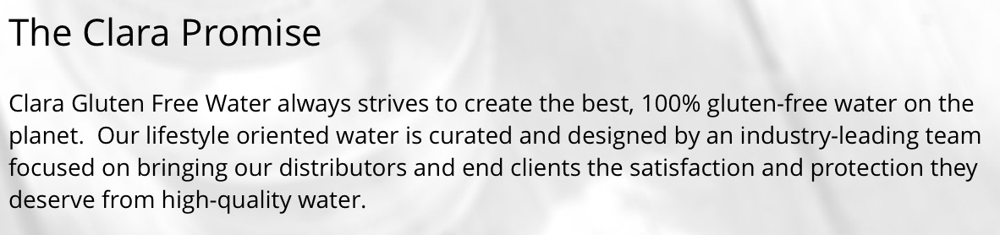 The Clara Promise
Clara Gluten Free Water always strives to create the best, 100% gluten-free water on the
planet.  Our lifestyle oriented water is curated and designed by an industry-leading team
focused on bringing our distributors and end clients the satisfaction and protection they
deserve from high-quality water.